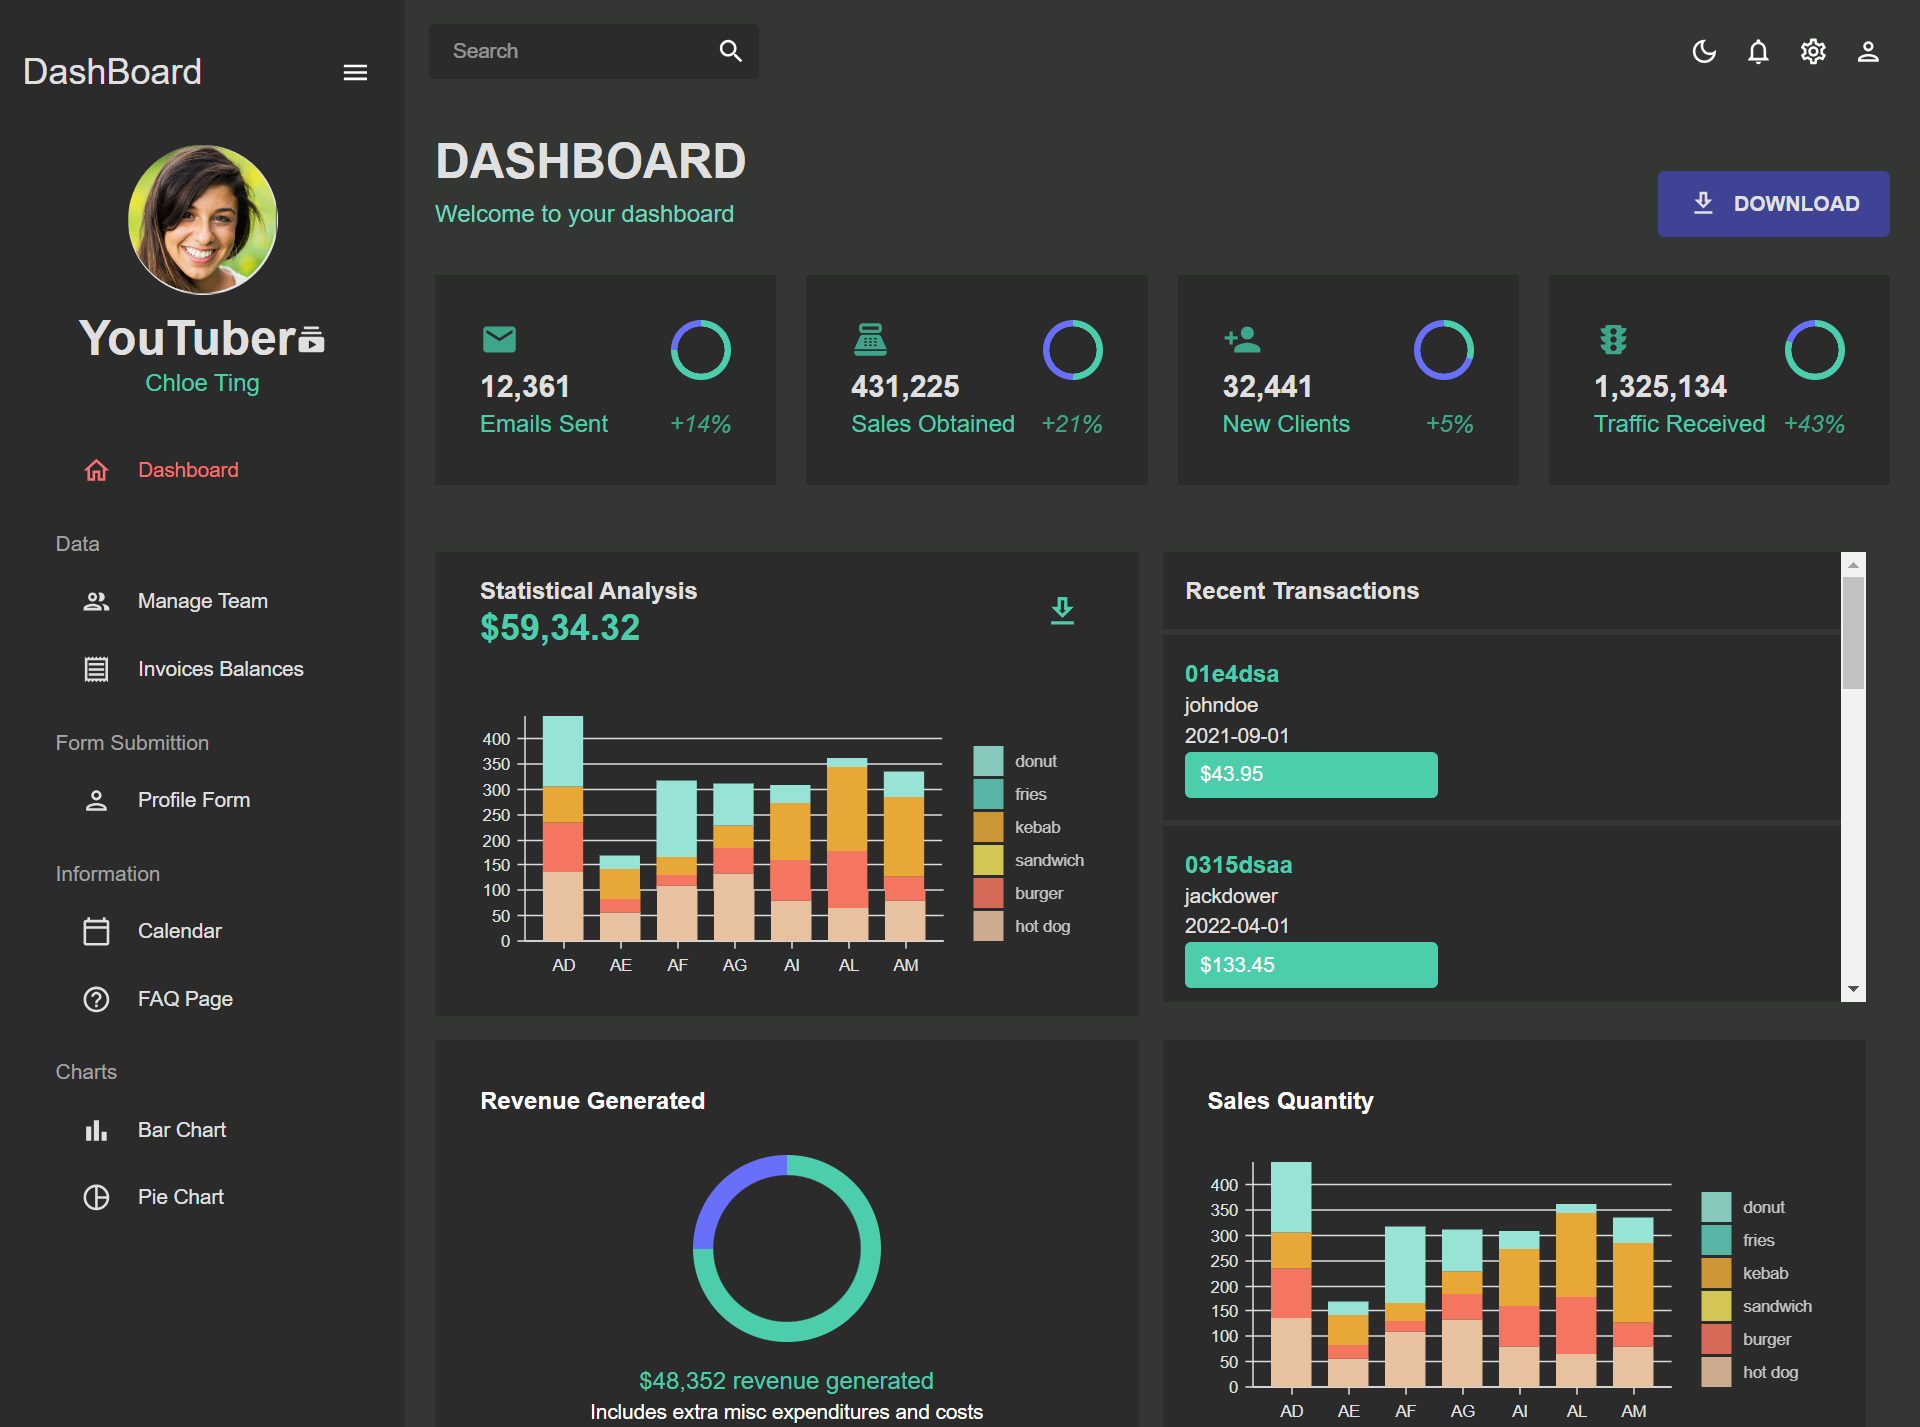 DashBoard
YouTuber
Chloe Ting
Dashboard
Data
Manage Team
Invoices Balances
Form Submittion
Profile Form
Information
Calendar
FAQ Page
Charts
Bar Chart
Pie Chart
Search
DASHBOARD
Welcome to your dashboard
DOWNLOAD
12,361
Emails Sent +14%
431,225
Sales Obtained +21%
32,441
New Clients +5%
1,325,134
Traffic Received +43%
Statistical Analysis
$59,34.32
400
350
300
250
200
150
100
50
0
AD AE AF AG AI AL AM
donut
fries
kebab
sandwich
burger
hot dog
Recent Transactions
01e4dsa
johndoe
2021-09-01
$43.95
0315dsaa
jackdower
2022-04-01
$133.45
Revenue Generated
$48,352 revenue generated
Includes extra misc expenditures and costs
Sales Quantity
400
350
300
250
200
150
100
50
0
AD AE AF AG AI AL AM
donut
fries
kebab
sandwich
burger
hot dog